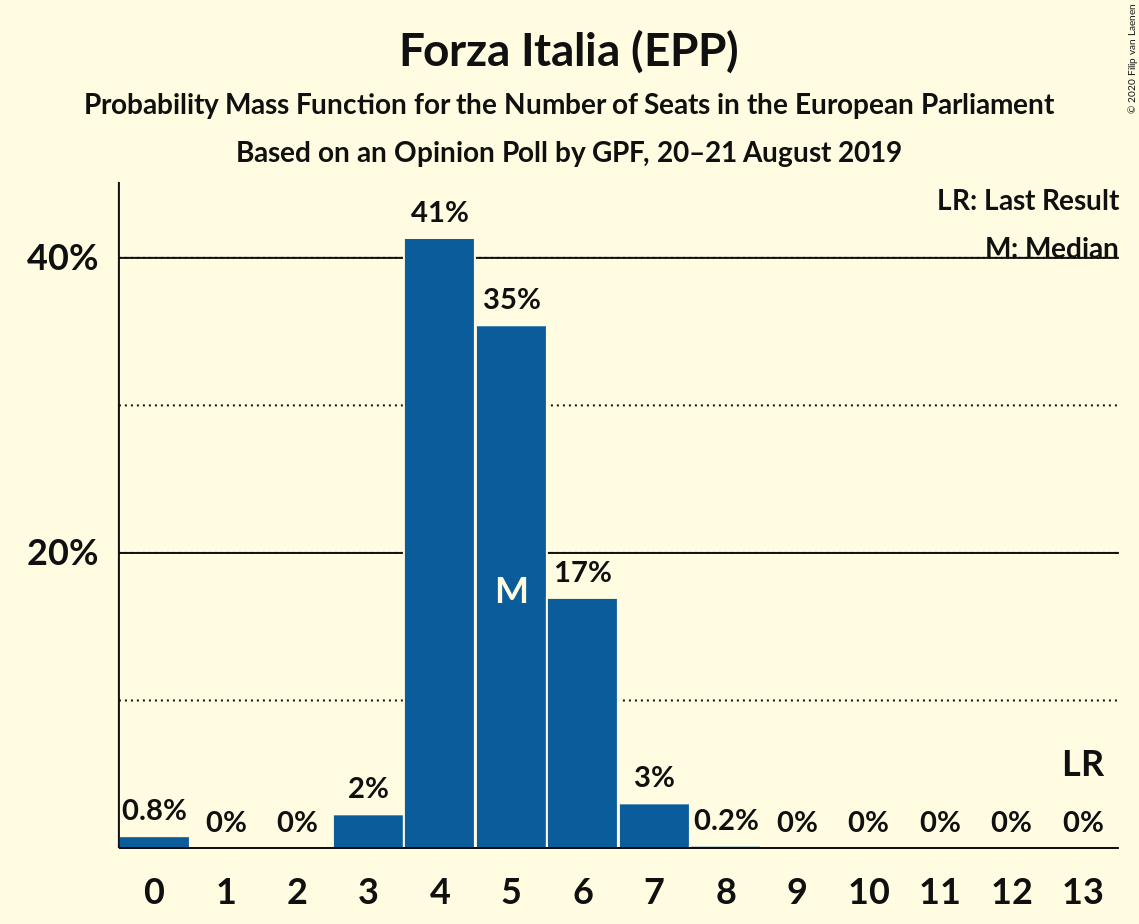 Forza Italia (EPP)
Probability Mass Function for the Number of Seats in the European Parliament
Based on an Opinion Poll by GPF, 20–21 August 2019
© 2020 Filip van Laenen
LR: Last Result
M: Median
41%
40%
35%
20%
17%
M
LR
3%
2%
0.8% 0% 0% 0.2% 0% 0% 0% 0% 0%
0 1 2 3 4 5 6 7 8 9 10 11 12 13